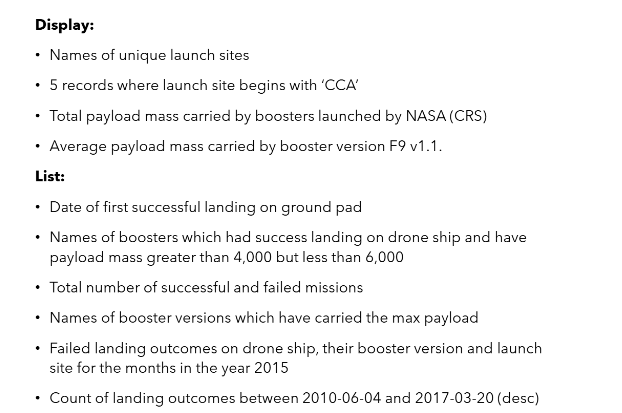 Display:
• Names of unique launch sites
• 5 records where launch site begins with ‘CCA’
• Total payload mass carried by boosters launched by NASA (CRS)
• Average payload mass carried by booster version F9 v1.1.
List:
• Date of first successful landing on ground pad
• Names of boosters which had success landing on drone ship and have
payload mass greater than 4,000 but less than 6,000
• Total number of successful and failed missions
• Names of booster versions which have carried the max payload
• Failed landing outcomes on drone ship, their booster version and launch
site for the months in the year 2015
• Count of landing outcomes between 2010-06-04 and 2017-03-20 (desc)